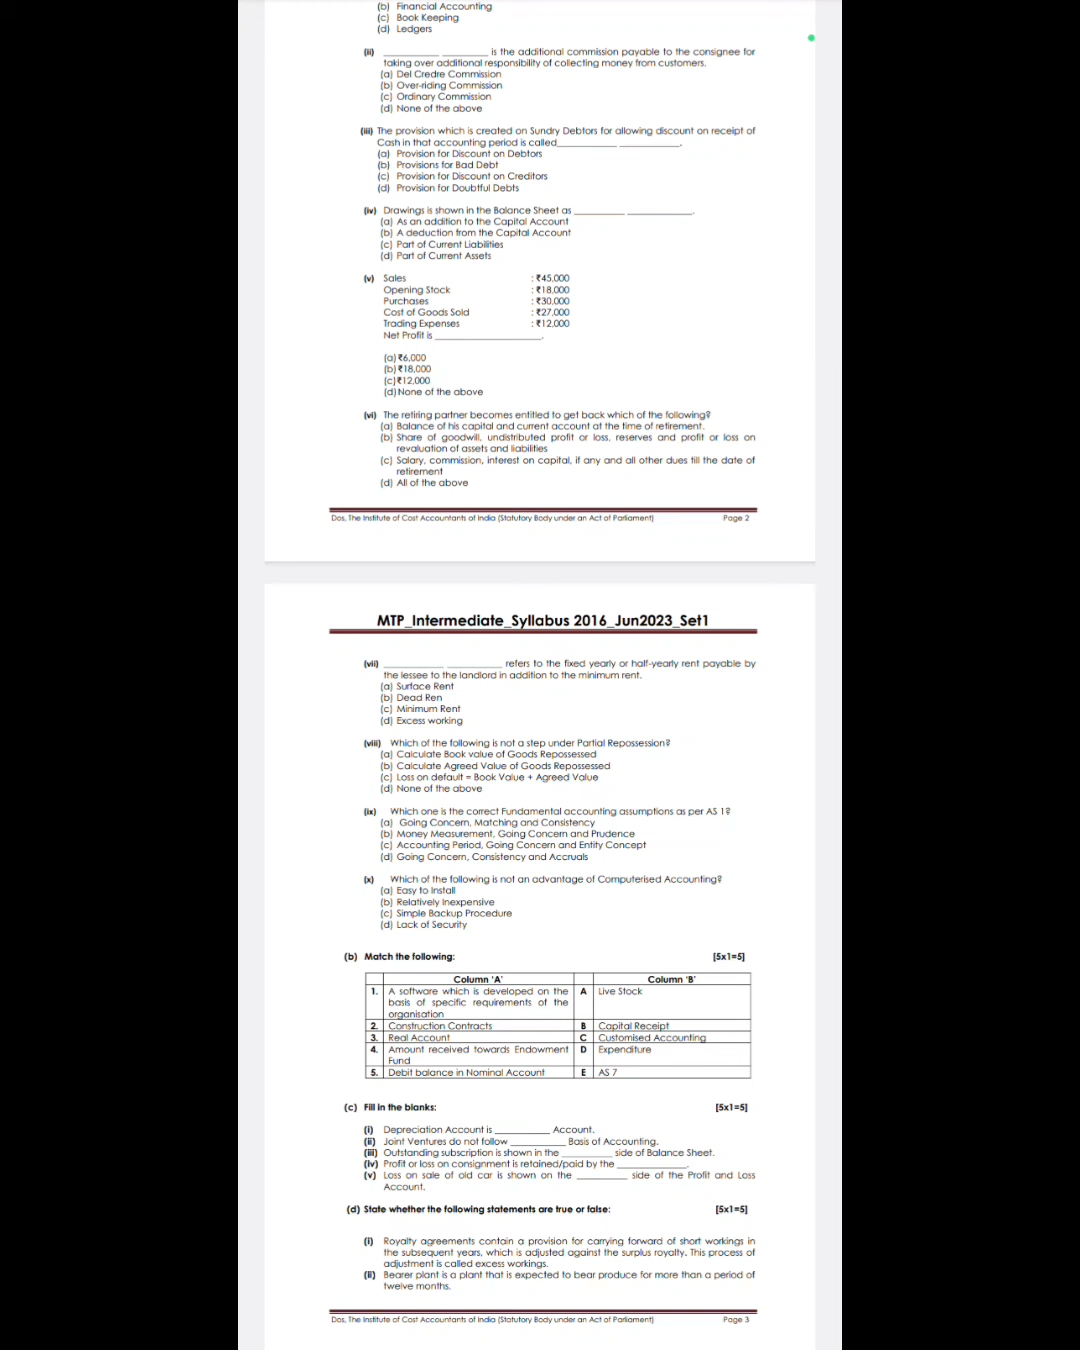 (b) Financial Accounting
(c) Book Keeping
(d) Ledgers
(ii) __________ __________ is the additional commission payable to the consignee for
taking over additional responsibility of collecting money from customers.
(a) Del Credre Commission
(b) Over-riding Commission
(c) Ordinary Commission
(d) None of the above
(iii) The provision which is created on Sundry Debtors for allowing discount on receipt of
Cash in that accounting period is called__________ __________.
(a) Provision for Discount on Debtors
(b) Provisions for Bad Debt
(c) Provision for Discount on Creditors
(d) Provision for Doubtful Debts
(iv) Drawings is shown in the Balance Sheet as __________ __________.
(a) As an addition to the Capital Account
(b) A deduction from the Capital Account
(c) Part of Current Liabilities
(d) Part of Current Assets
(v) Sales : ₹45,000
Opening Stock : ₹18,000
Purchases : ₹30,000
Cost of Goods Sold : ₹27,000
Trading Expenses : ₹12,000
Net Profit is ____________________.
(a) ₹6,000
(b) ₹18,000
(c) ₹12,000
(d) None of the above
(vi) The retiring partner becomes entitled to get back which of the following?
(a) Balance of his capital and current account at the time of retirement.
(b) Share of goodwill, undistributed profit or loss, reserves and profit or loss on
revaluation of assets and liabilities
(c) Salary, commission, interest on capital, if any and all other dues till the date of
retirement
(d) All of the above
Dos, The Institute of Cost Accountants of India (Statutory Body under an Act of Parliament) Page 2
MTP_Intermediate_Syllabus 2016_Jun2023_Set1
(vii) __________ __________ refers to the fixed yearly or half-yearly rent payable by
the lessee to the landlord in addition to the minimum rent.
(a) Surface Rent
(b) Dead Ren
(c) Minimum Rent
(d) Excess working
(viii) Which of the following is not a step under Partial Repossession?
(a) Calculate Book value of Goods Repossessed
(b) Calculate Agreed Value of Goods Repossessed
(c) Loss on default = Book Value + Agreed Value
(d) None of the above
(ix) Which one is the correct Fundamental accounting assumptions as per AS 1?
(a) Going Concern, Matching and Consistency
(b) Money Measurement, Going Concern and Prudence
(c) Accounting Period, Going Concern and Entity Concept
(d) Going Concern, Consistency and Accruals
(x) Which of the following is not an advantage of Computerised Accounting?
(a) Easy to Install
(b) Relatively Inexpensive
(c) Simple Backup Procedure
(d) Lack of Security
(b) Match the following: [5x1=5]
Column 'A' Column 'B'
1. A software which is developed on the A Live Stock
basis of specific requirements of the
organisation
2. Construction Contracts B Capital Receipt
3. Real Account C Customised Accounting
4. Amount received towards Endowment D Expenditure
Fund
5. Debit balance in Nominal Account E AS 7
(c) Fill in the blanks: [5x1=5]
(i) Depreciation Account is __________ Account.
(ii) Joint Ventures do not follow __________ Basis of Accounting.
(iii) Outstanding subscription is shown in the __________ side of Balance Sheet.
(iv) Profit or loss on consignment is retained/paid by the ____________.
(v) Loss on sale of old car is shown on the __________ side of the Profit and Loss
Account.
(d) State whether the following statements are true or false: [5x1=5]
(i) Royalty agreements contain a provision for carrying forward of short workings in
the subsequent years, which is adjusted against the surplus royalty. This process of
adjustment is called excess workings.
(ii) Bearer plant is a plant that is expected to bear produce for more than a period of
twelve months.
Dos, The Institute of Cost Accountants of India (Statutory Body under an Act of Parliament) Page 3